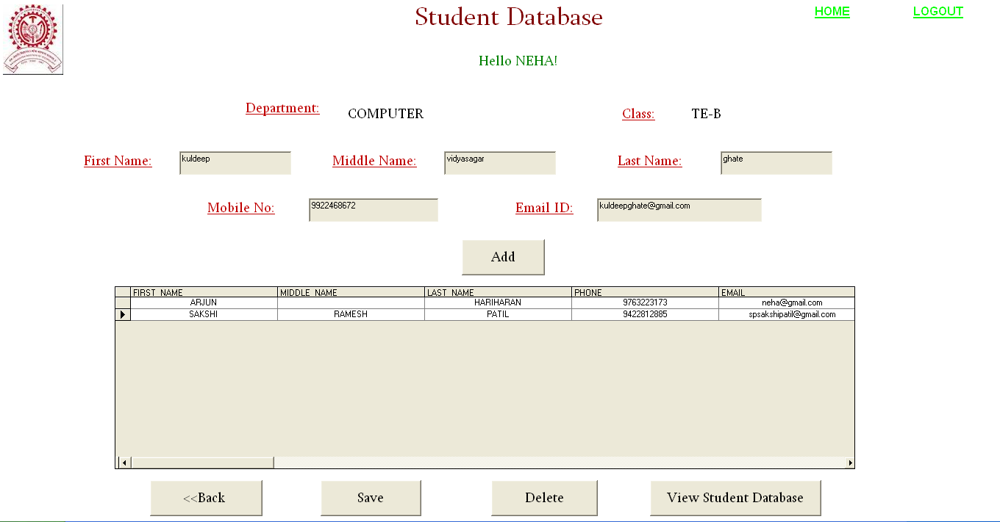 Student Database
HOME LOGOUT
Hello NEHA!
Department: COMPUTER Class: TE-B
First Name: kuldeep Middle Name: vidyasagar Last Name: ghate
Mobile No: 9922468672 Email ID: kuldeepghate@gmail.com
Add
FIRST_NAME MIDDLE_NAME LAST_NAME PHONE EMAIL
ARJUN HARIHARAN 9763223173 neha@gmail.com
SAKSHI RAMESH PATIL 9422812885 spsakshipatil@gmail.com
<<Back Save Delete View Student Database